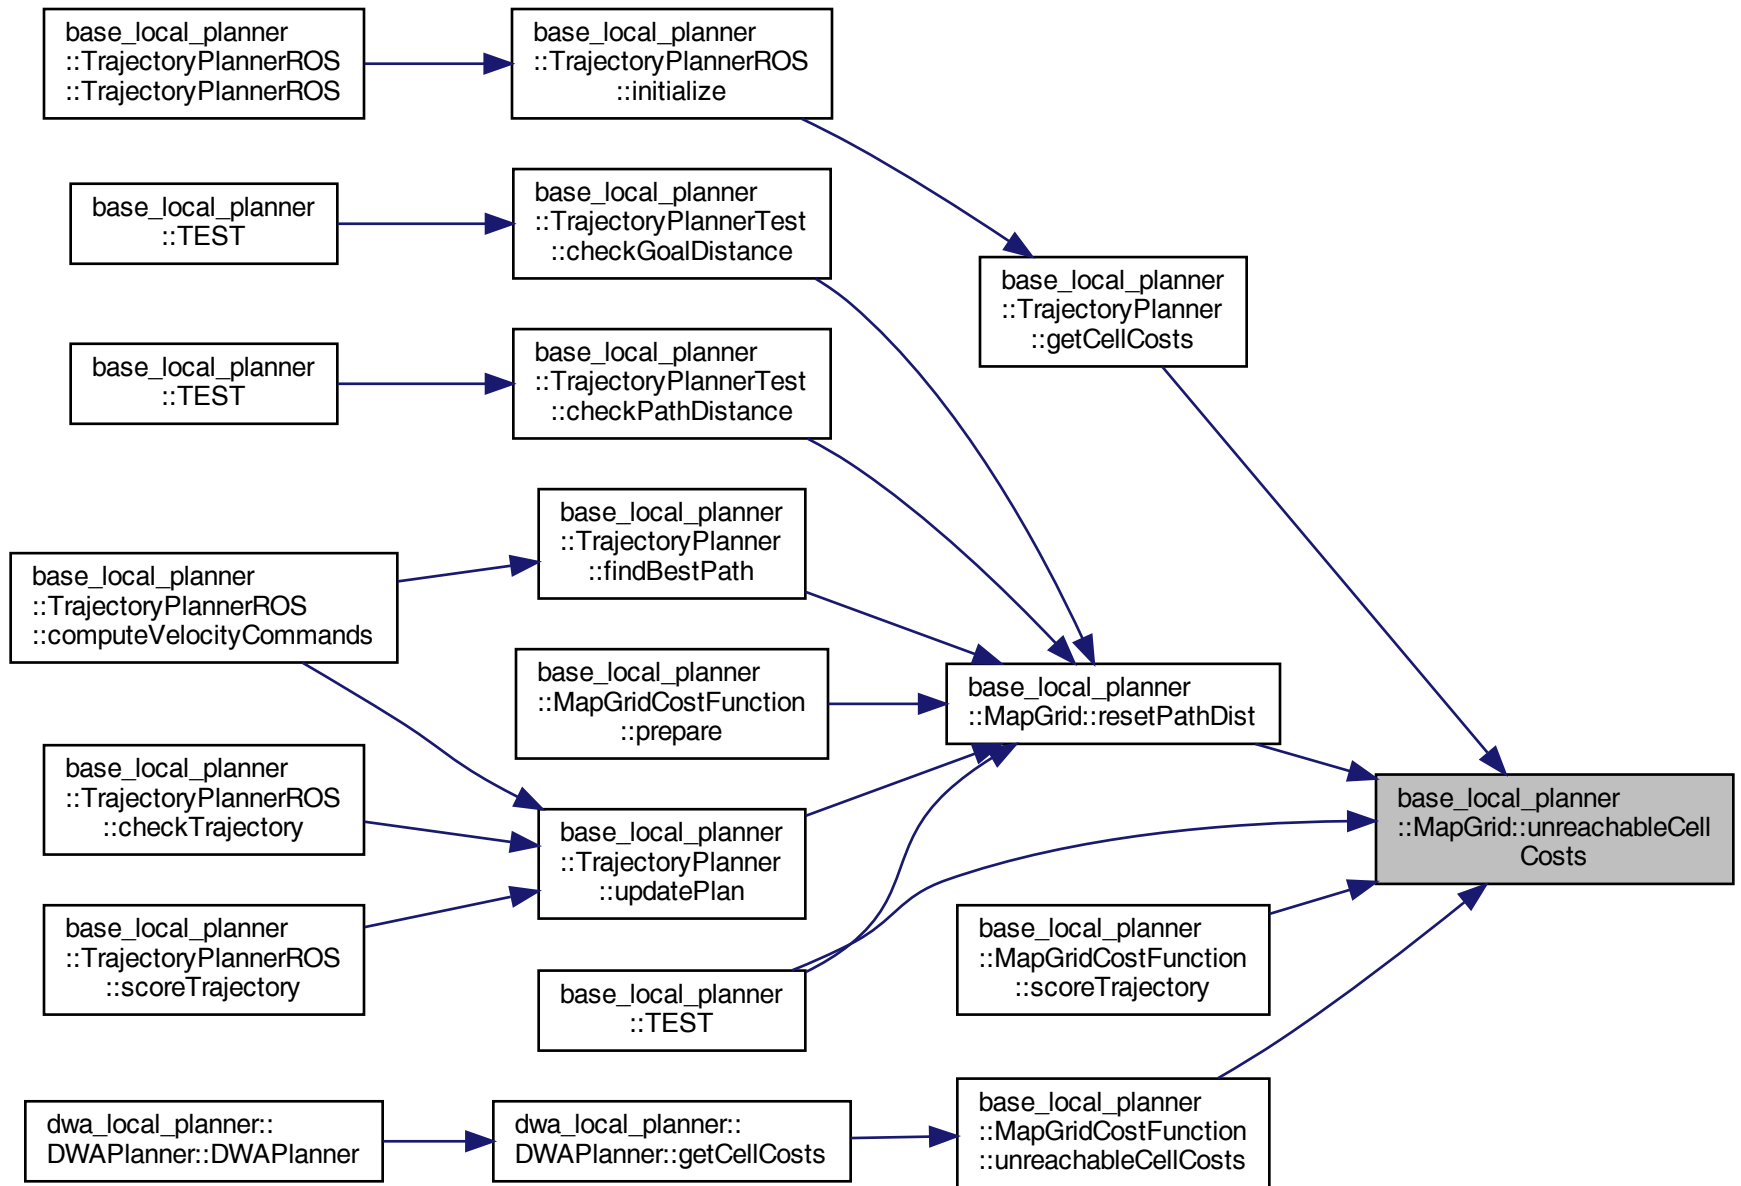 base_local_planner
::TrajectoryPlannerROS
::TrajectoryPlannerROS
base_local_planner
::TrajectoryPlannerROS
::initialize
base_local_planner
::TEST
base_local_planner
::TrajectoryPlannerTest
::checkGoalDistance
base_local_planner
::TrajectoryPlanner
::getCellCosts
base_local_planner
::TEST
base_local_planner
::TrajectoryPlannerTest
::checkPathDistance
base_local_planner
::TrajectoryPlanner
::findBestPath
base_local_planner
::TrajectoryPlannerROS
::computeVelocityCommands
base_local_planner
::MapGridCostFunction
::prepare
base_local_planner
::MapGrid::resetPathDist
base_local_planner
::TrajectoryPlannerROS
::checkTrajectory
base_local_planner
::TrajectoryPlanner
::updatePlan
base_local_planner
::MapGrid::unreachableCell
Costs
base_local_planner
::TrajectoryPlannerROS
::scoreTrajectory
base_local_planner
::TEST
base_local_planner
::MapGridCostFunction
::scoreTrajectory
dwa_local_planner::
DWAPlanner::DWAPlanner
dwa_local_planner::
DWAPlanner::getCellCosts
base_local_planner
::MapGridCostFunction
::unreachableCellCosts